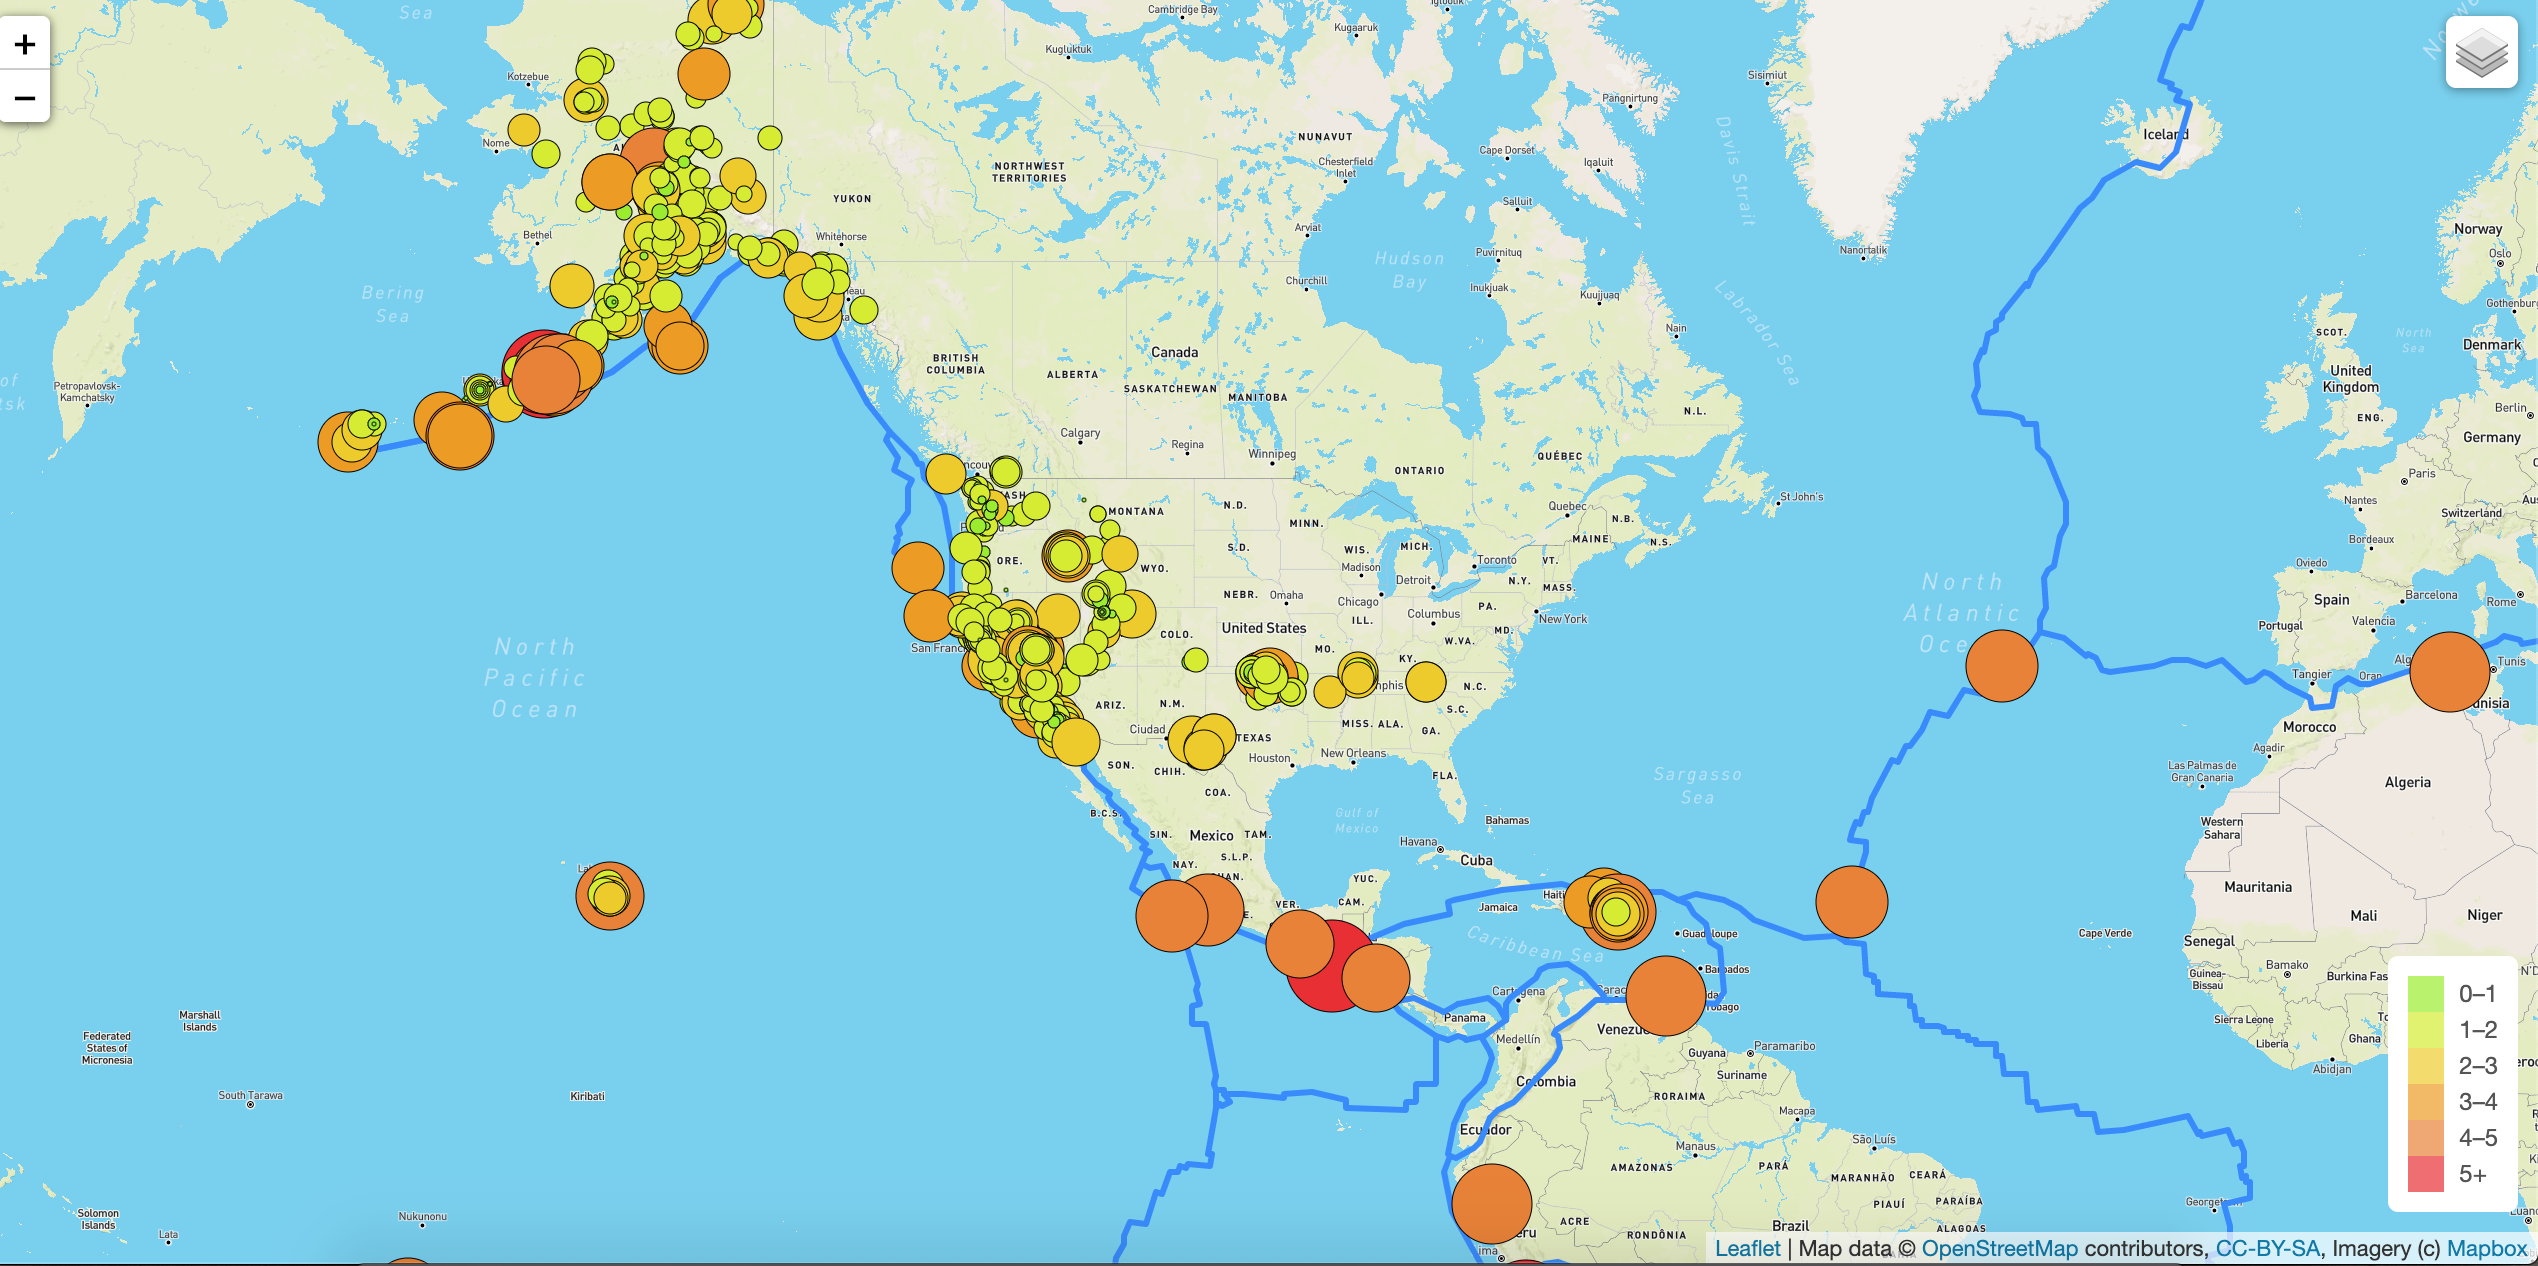 +
−
Sea
Cambridge Bay
Kugluktuk
Kugaaruk
Igloolik
Pangnirtung
Sisimiut
Kotzebue
Nome
Iceland
NUNAVUT
Cape Dorset
Iqaluit
Davis Strait
NORTHWEST
TERRITORIES
Chesterfield
Inlet
YUKON
Salluit
Arviat
Whitehorse
Bethel
Norway
Oslo
Nanortalik
Puvirnituq
Hudson
Bay
Inukjuak
Churchill
Kuujjuaq
Labrador Sea
Nain
Bering
Sea
Gothenburg
SCOT.
North
Sea
Denmark
BRITISH
COLUMBIA
Canada
ALBERTA
SASKATCHEWAN
MANITOBA
United
Kingdom
Petropavlovsk-
Kamchatsky
N.L.
ENG.
Berlin
Germany
Calgary
Regina
Winnipeg
ONTARIO
QUÉBEC
Paris
St John's
Nantes
Switzerland
MONTANA
N.D.
MINN.
Quebec
N.B.
MAINE
N.S.
Bordeaux
S.D.
WIS.
MICH.
Toronto
VT.
Madison
Oviedo
ORE.
WYO.
Detroit
N.Y.
MASS.
North
Atlantic
Spain
Barcelona
Rome
NEBR.
Omaha
Chicago
Columbus
PA.
New York
ILL.
United States
MD.
Portugal
Valencia
COLO.
W.VA.
MO.
KY.
North
Pacific
Ocean
Tangier
Oran
Tunis
N.C.
ARIZ.
N.M.
S.C.
Morocco
MISS.
ALA.
GA.
Ciudad
TEXAS
New Orleans
Houston
Agadir
Las Palmas de
Gran Canaria
SON.
CHIH.
FLA.
Sargasso
Sea
Algeria
COA.
B.C.S.
Gulf of
Mexico
Bahamas
Western
Sahara
SIN.
Mexico
TAM.
Havana
Cuba
NAY.
S.L.P.
YUC.
Haiti
Mauritania
VER.
CAM.
Jamaica
Mali
Niger
Guadeloupe
Cape Verde
Caribbean Sea
Senegal
Barbados
Bamako
Guinea-
Bissau
Burkina Fas
Cartagena
Tobago
Panama
Marshall
Islands
Sierra Leone
Venezu
Federated
States of
Micronesia
Medellín
Guyana
Paramaribo
Liberia
Ghana
Suriname
Abidjan
Colombia
South Tarawa
Kiribati
RORAIMA
Macapa
Ecuador
Manaus
São Luís
AMAZONAS
PARÁ
MARANHÃO
CEARÁ
PIAUÍ
PARAÍBA
Solomon
Islands
Nukunonu
Lata
ACRE
RONDÔNIA
Brazil
ALAGOAS
0–1
1–2
2–3
3–4
4–5
5+
Leaflet | Map data © OpenStreetMap contributors, CC-BY-SA, Imagery (c) Mapbox